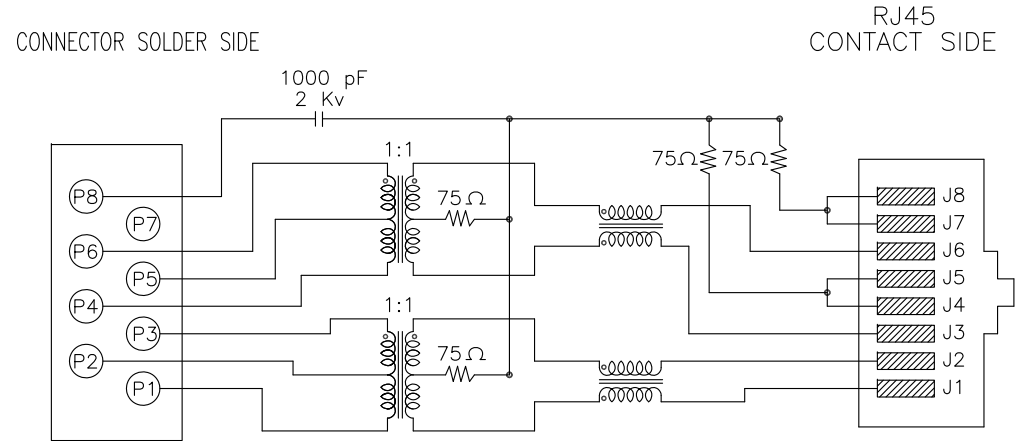 RJ45
CONNECTOR SOLDER SIDE
CONTACT SIDE
1000 pF
2 Kv
1:1
75Ω
75Ω
75Ω
P8
P7
P6
P5
P4
P3
P2
P1
1:1
75Ω
J8
J7
J6
J5
J4
J3
J2
J1